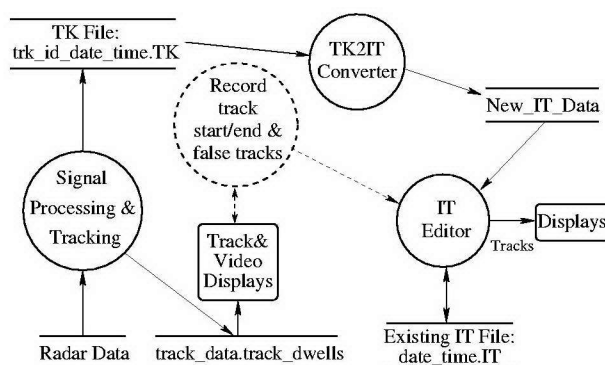 TK File:
trk_id_date_time.TK
TK2IT
Converter
Record
track
start/end &
false tracks
New_IT_Data
Signal
Processing &
Tracking
IT
Editor
Displays
Tracks
Track&
Video
Displays
Radar Data
track_data.track_dwells
Existing IT File:
date_time.IT